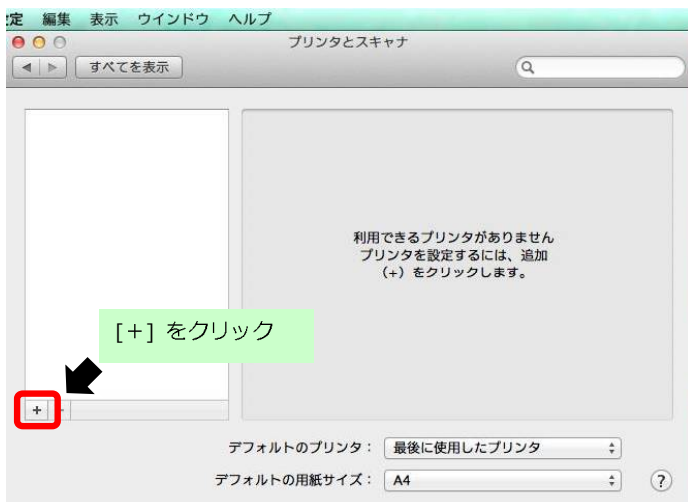 定 編集 表示 ウインドウ ヘルプ
プリンタとスキャナ
すべてを表示
利用できるプリンタがありません
プリンタを設定するには、追加
（+）をクリックします。
[+] をクリック
+ -
デフォルトのプリンタ： 最後に使用したプリンタ
デフォルトの用紙サイズ： A4 ?